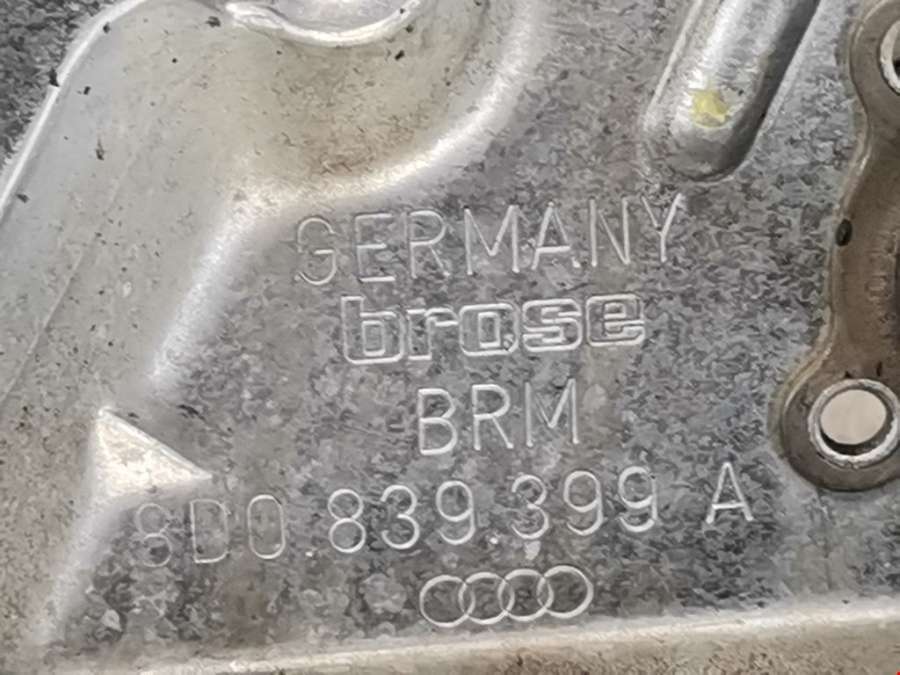 GERMANY
brose
BRM
8D0 839 399 A